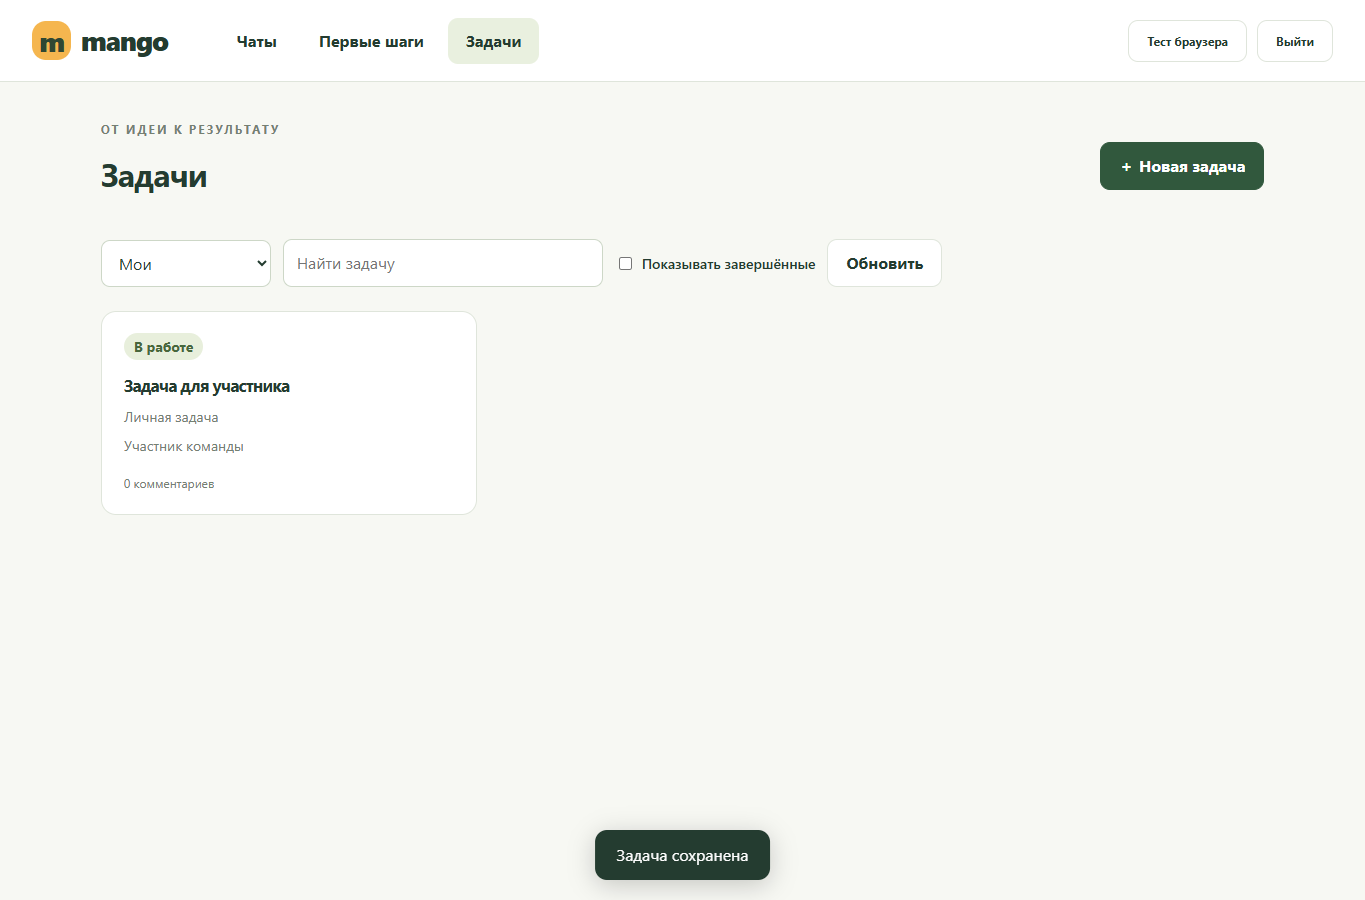 m mango
Чаты
Первые шаги
Задачи
Тест браузера
Выйти
ОТ ИДЕИ К РЕЗУЛЬТАТУ
Задачи
+ Новая задача
Мои
Найти задачу
Показывать завершённые
Обновить
В работе
Задача для участника
Личная задача
Участник команды
0 комментариев
Задача сохранена